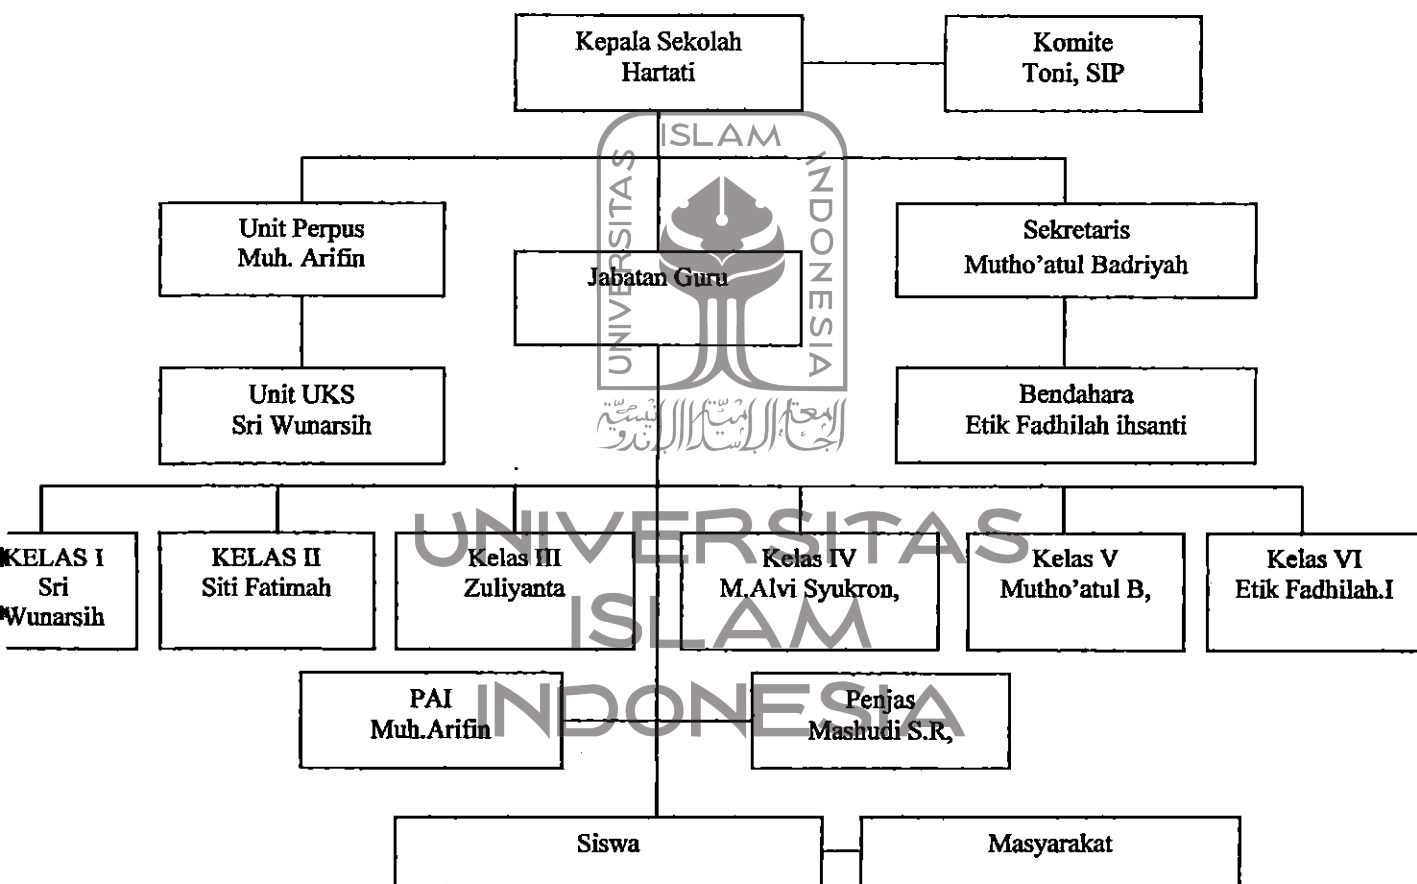 Kepala Sekolah
Hartati
Komite
Toni, SIP
ISLAM
UNIVERSITAS
INDONESIA
Unit Perpus
Muh. Arifin
Jabatan Guru
Sekretaris
Mutho'atul Badriyah
Unit UKS
Sri Wunarsih
Bendahara
Etik Fadhilah ihsanti
UNIVERSITAS
ISLAM
INDONESIA
KELAS I
Sri
Wunarsih
KELAS II
Siti Fatimah
Kelas III
Zuliyanta
Kelas IV
M.Alvi Syukron,
Kelas V
Mutho'atul B,
Kelas VI
Etik Fadhilah.I
PAI
Muh.Arifin
Penjas
Mashudi S.R,
Siswa
Masyarakat